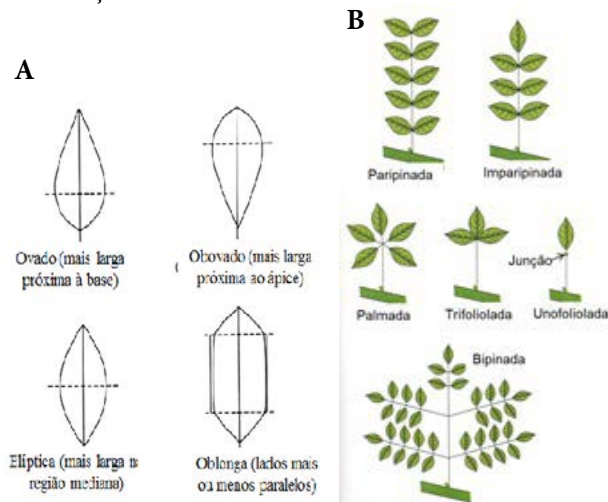 A
Ovado (mais larga
próxima à base)
Obovado (mais larga
próxima ao ápice)
Elíptica (mais larga n
região mediana)
Oblonga (lados mais
ou menos paralelos)
B
Paripinada
Imparipinada
Palmada
Trifoliolada
Junção
Unofoliolada
Bipinada